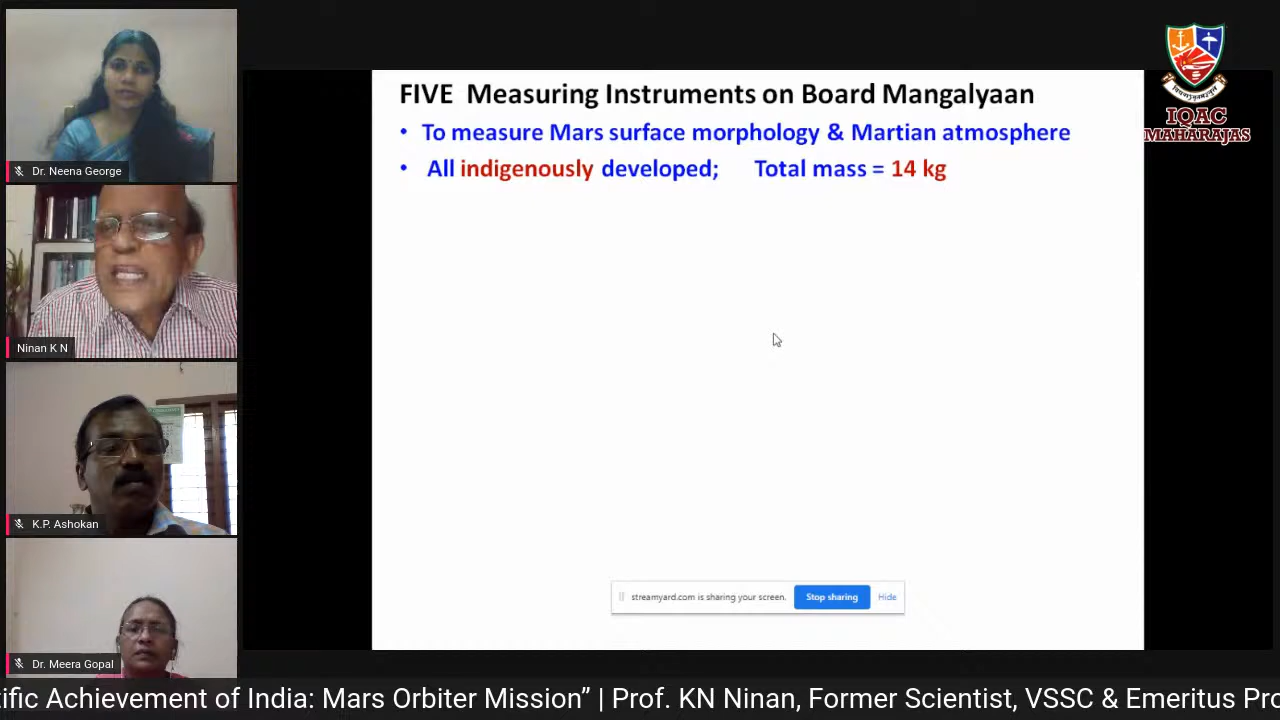 FIVE Measuring Instruments on Board Mangalyaan
• To measure Mars surface morphology & Martian atmosphere
• All indigenously developed; Total mass = 14 kg
IQAC
MAHARAJAS
Dr. Neena George
Ninan K N
K.P. Ashokan
Dr. Meera Gopal
streamyard.com is sharing your screen. Stop sharing Hide
tific Achievement of India: Mars Orbiter Mission” | Prof. KN Ninan, Former Scientist, VSSC & Emeritus Pro